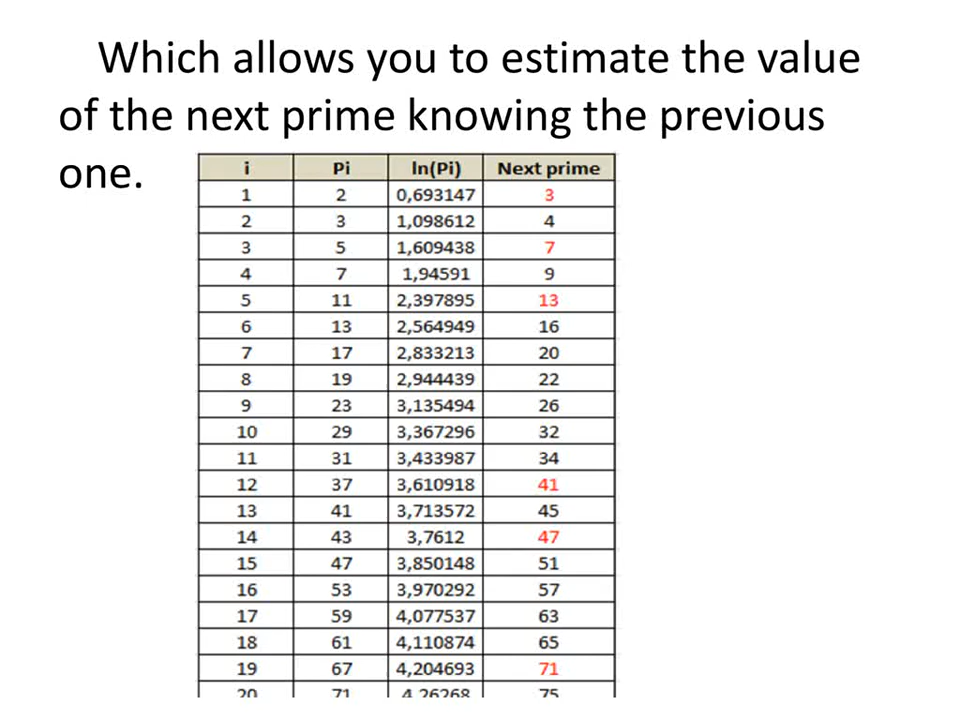 Which allows you to estimate the value
of the next prime knowing the previous
one.
i Pi ln(Pi) Next prime
1 2 0,693147 3
2 3 1,098612 4
3 5 1,609438 7
4 7 1,94591 9
5 11 2,397895 13
6 13 2,564949 16
7 17 2,833213 20
8 19 2,944439 22
9 23 3,135494 26
10 29 3,367296 32
11 31 3,433987 34
12 37 3,610918 41
13 41 3,713572 45
14 43 3,7612 47
15 47 3,850148 51
16 53 3,970292 57
17 59 4,077537 63
18 61 4,110874 65
19 67 4,204693 71
20 71 4,26268 75